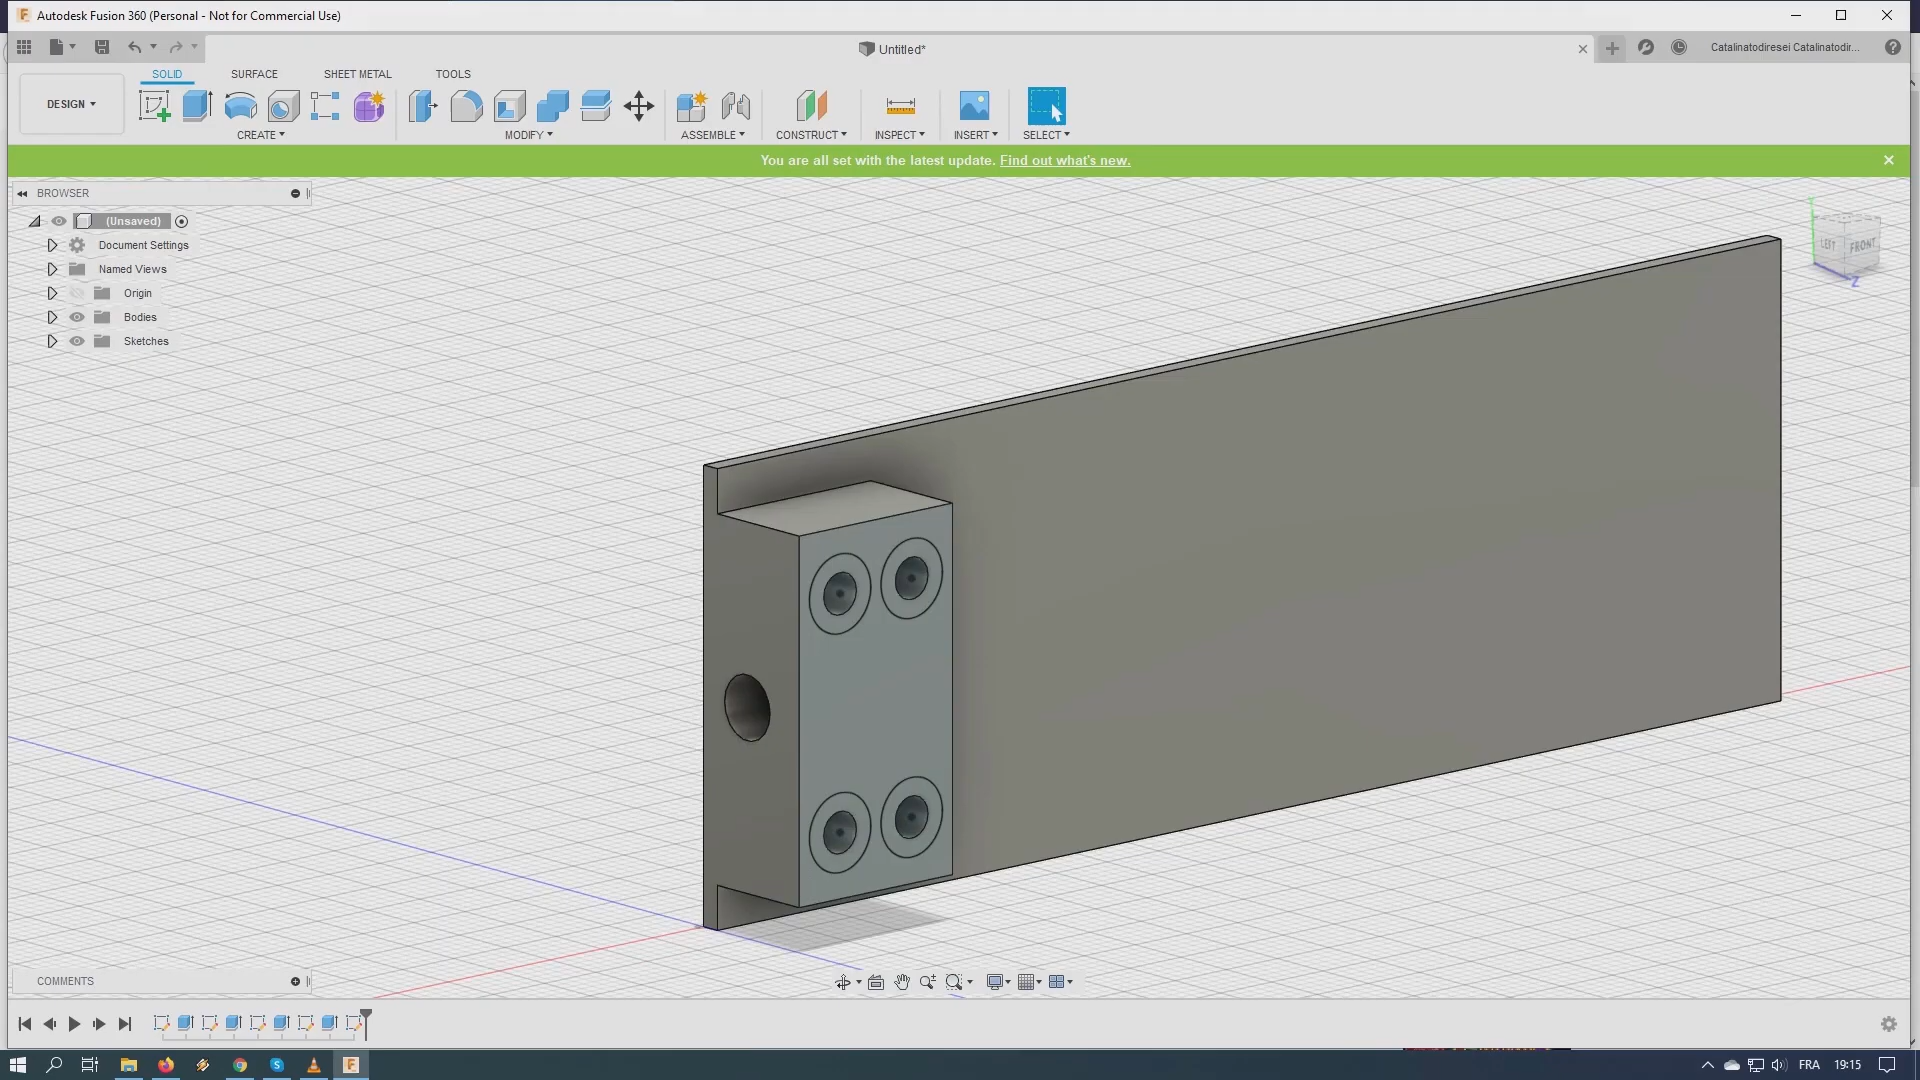 Autodesk Fusion 360 (Personal - Not for Commercial Use)
Untitled*
Catalinatodiresei Catalinatodir...
SOLID
SURFACE
SHEET METAL
TOOLS
DESIGN
CREATE
MODIFY
ASSEMBLE
CONSTRUCT
INSPECT
INSERT
SELECT
You are all set with the latest update. Find out what's new.
BROWSER
(Unsaved)
Document Settings
Named Views
Origin
Bodies
Sketches
Y
LEFT
FRONT
Z
COMMENTS
FRA
19:15